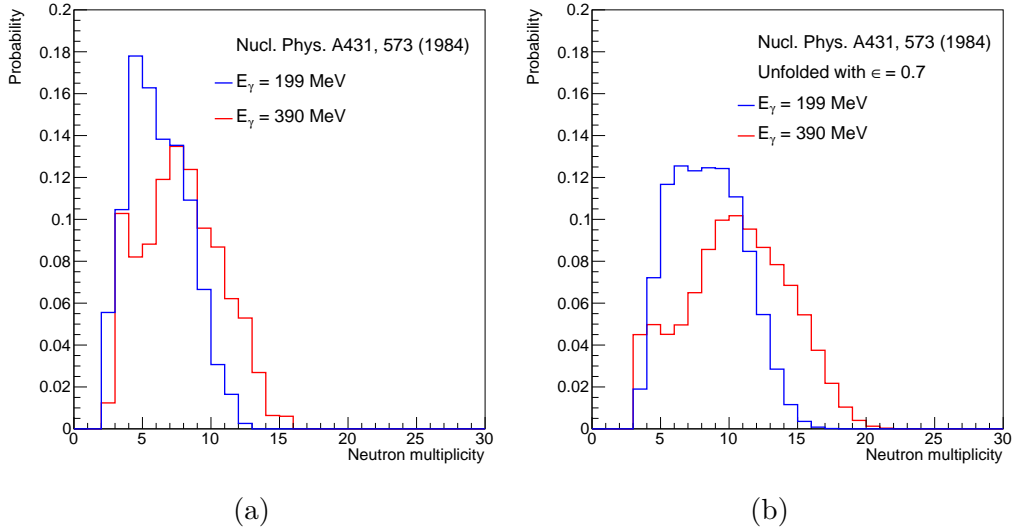 Probability
0.2
0.18
0.16
0.14
0.12
0.1
0.08
0.06
0.04
0.02
0
0 5 10 15 20 25 30
Neutron multiplicity
Nucl. Phys. A431, 573 (1984)
Eγ = 199 MeV
Eγ = 390 MeV
(a)
Probability
0.2
0.18
0.16
0.14
0.12
0.1
0.08
0.06
0.04
0.02
0
0 5 10 15 20 25 30
Neutron multiplicity
Nucl. Phys. A431, 573 (1984)
Unfolded with ϵ = 0.7
Eγ = 199 MeV
Eγ = 390 MeV
(b)